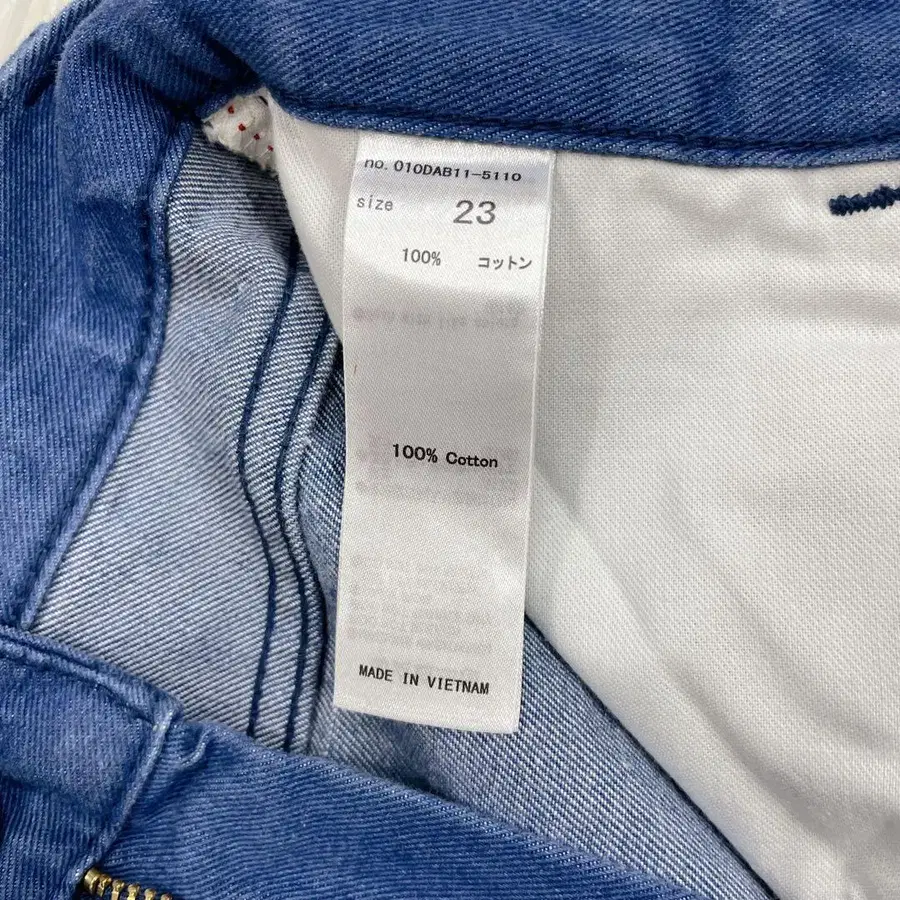 no. 010DAB11-5110
size 23
100% コットン
100% Cotton
MADE IN VIETNAM